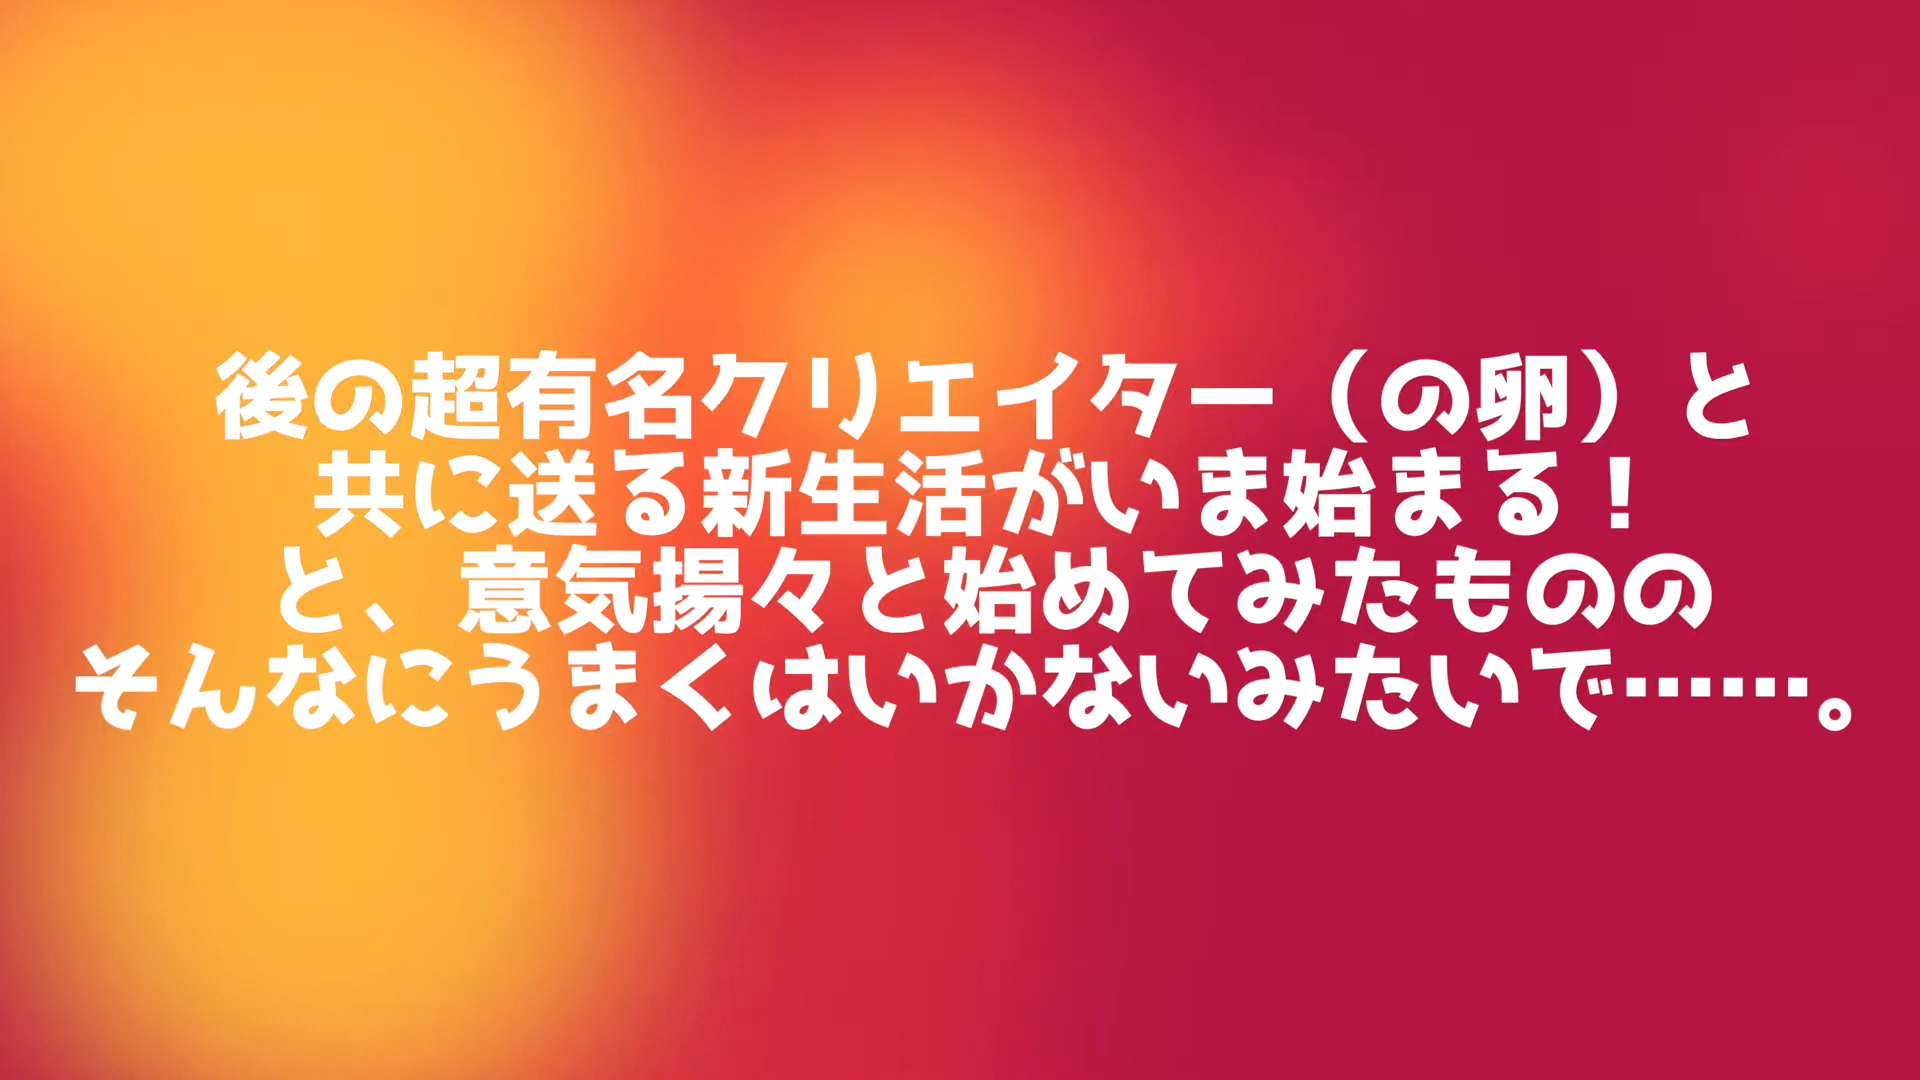 後の超有名クリエイター（の卵）と
共に送る新生活がいま始まる！
と、意気揚々と始めてみたものの
そんなにうまくはいかないみたいで……。